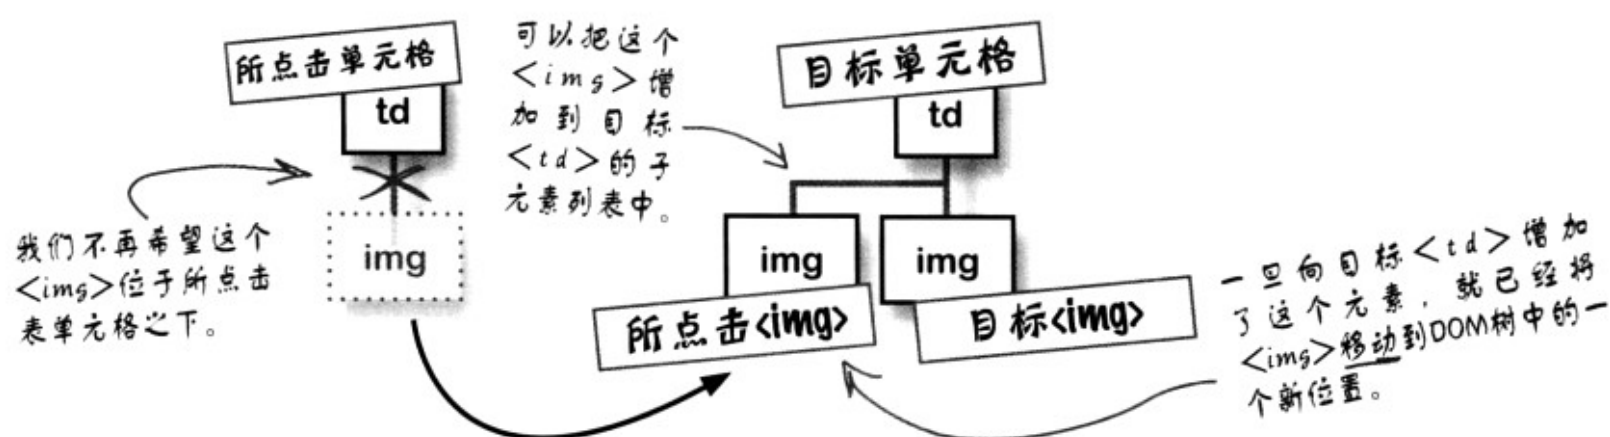 所点击单元格
td
img
我们不再希望这个
<img>位于所点击
表单元格之下。
可以把这个
<img>增
加到目标
<td>的子
元素列表中。
目标单元格
td
img
img
所点击<img>
目标<img>
一旦向目标<td>增加
了这个元素，就已经将
<img>移动到DOM树中的一
个新位置。